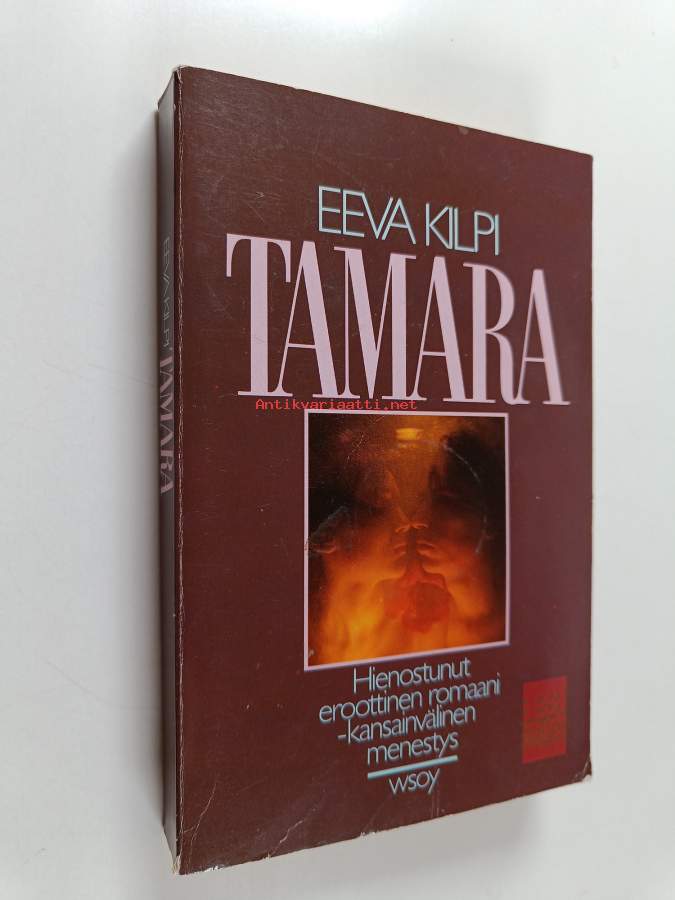 EEVA KILPI
TAMARA
Antikvariaatti.net
Hienostunut
eroottinen romaani
-kansainvälinen
menestys
wsoy
EEVA KILPI TAMARA